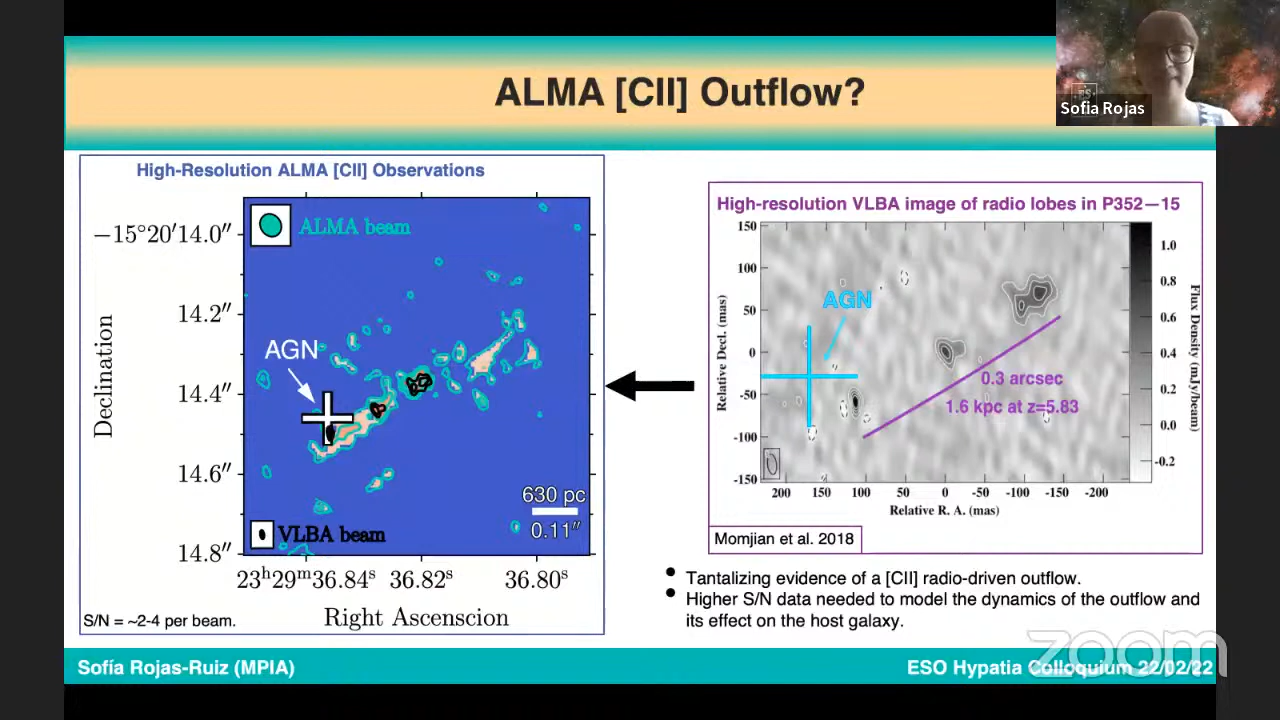 ALMA [CII] Outflow?
Sofia Rojas
High-Resolution ALMA [CII] Observations
ALMA beam
AGN
VLBA beam
630 pc
0.11″
−15°20′14.0″
14.2″
14.4″
14.6″
14.8″
Declination
23ʰ29ᵐ36.84ˢ 36.82ˢ 36.80ˢ
Right Ascension
S/N = ~2-4 per beam.
High-resolution VLBA image of radio lobes in P352−15
150
100
50
0
-50
-100
-150
Relative Decl. (mas)
AGN
0.3 arcsec
1.6 kpc at z=5.83
200 150 100 50 0 -50 -100 -150 -200
Relative R. A. (mas)
1.0
0.8
0.6
0.4
0.2
0.0
-0.2
Flux Density (mJy/beam)
Momjian et al. 2018
• Tantalizing evidence of a [CII] radio-driven outflow.
• Higher S/N data needed to model the dynamics of the outflow and
its effect on the host galaxy.
zoom
Sofía Rojas-Ruiz (MPIA)
ESO Hypatia Colloquium 22/02/22